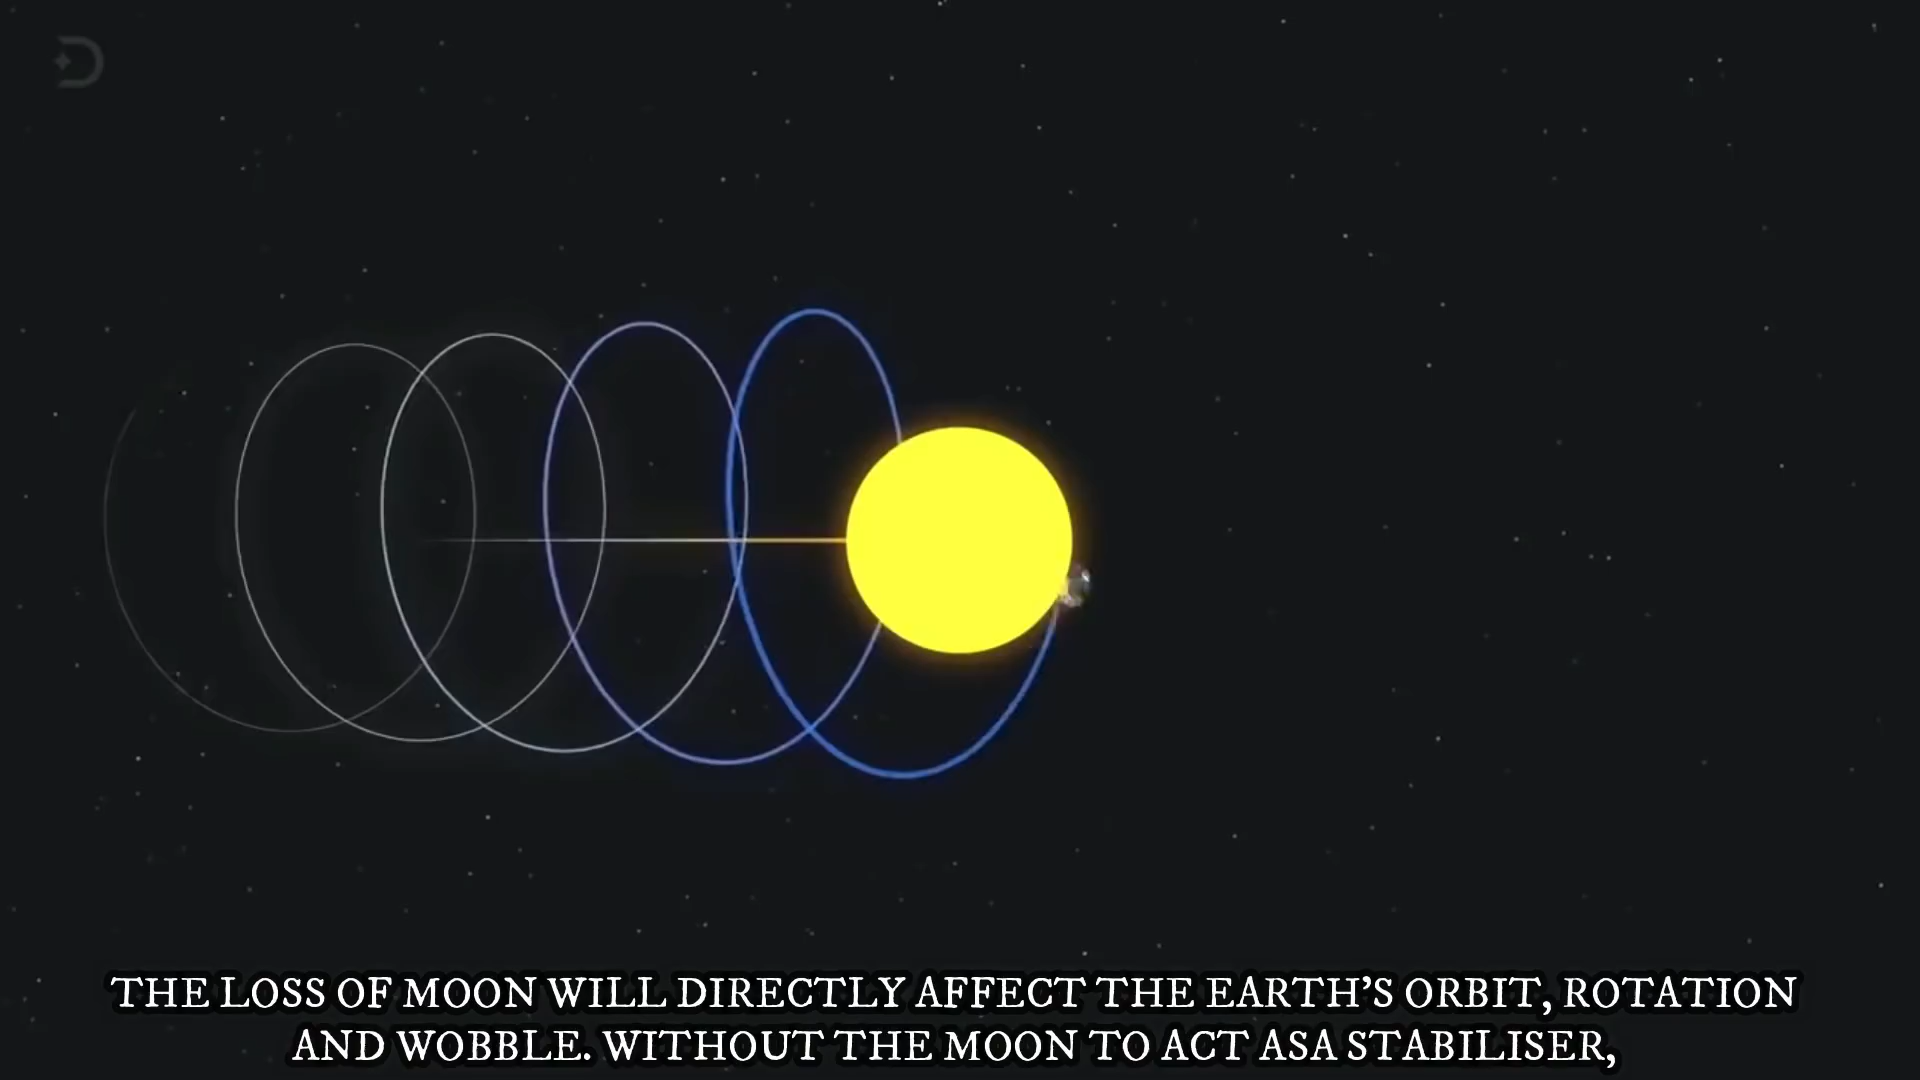 THE LOSS OF MOON WILL DIRECTLY AFFECT THE EARTH'S ORBIT, ROTATION
AND WOBBLE. WITHOUT THE MOON TO ACT ASA STABILISER,